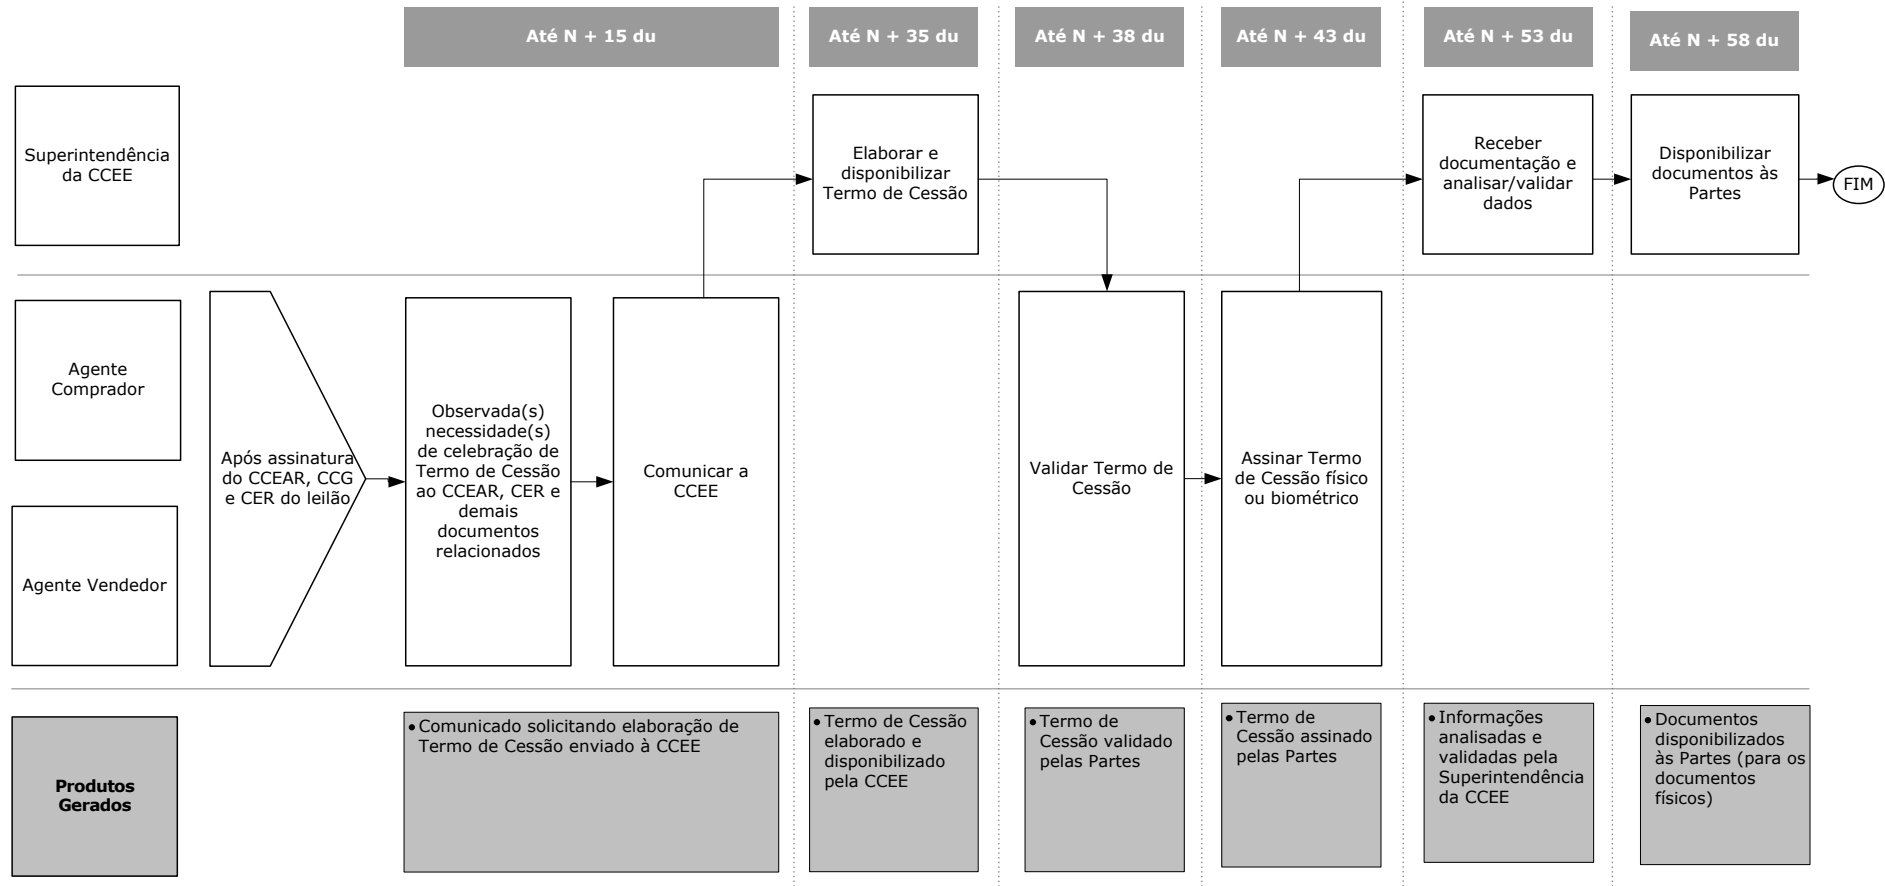 Até N + 15 du
Até N + 35 du
Até N + 38 du
Até N + 43 du
Até N + 53 du
Até N + 58 du
Superintendência
da CCEE
Elaborar e
disponibilizar
Termo de Cessão
Receber
documentação e
analisar/validar
dados
Disponibilizar
documentos às
Partes
FIM
Agente
Comprador
Agente Vendedor
Após assinatura
do CCEAR, CCG
e CER do leilão
Observada(s)
necessidade(s)
de celebração de
Termo de Cessão
ao CCEAR, CER e
demais
documentos
relacionados
Comunicar a
CCEE
Validar Termo de
Cessão
Assinar Termo
de Cessão físico
ou biométrico
Produtos
Gerados
• Comunicado solicitando elaboração de
Termo de Cessão enviado à CCEE
• Termo de Cessão
elaborado e
disponibilizado
pela CCEE
• Termo de
Cessão validado
pelas Partes
• Termo de
Cessão assinado
pelas Partes
• Informações
analisadas e
validadas pela
Superintendência
da CCEE
• Documentos
disponibilizados
às Partes (para os
documentos
físicos)